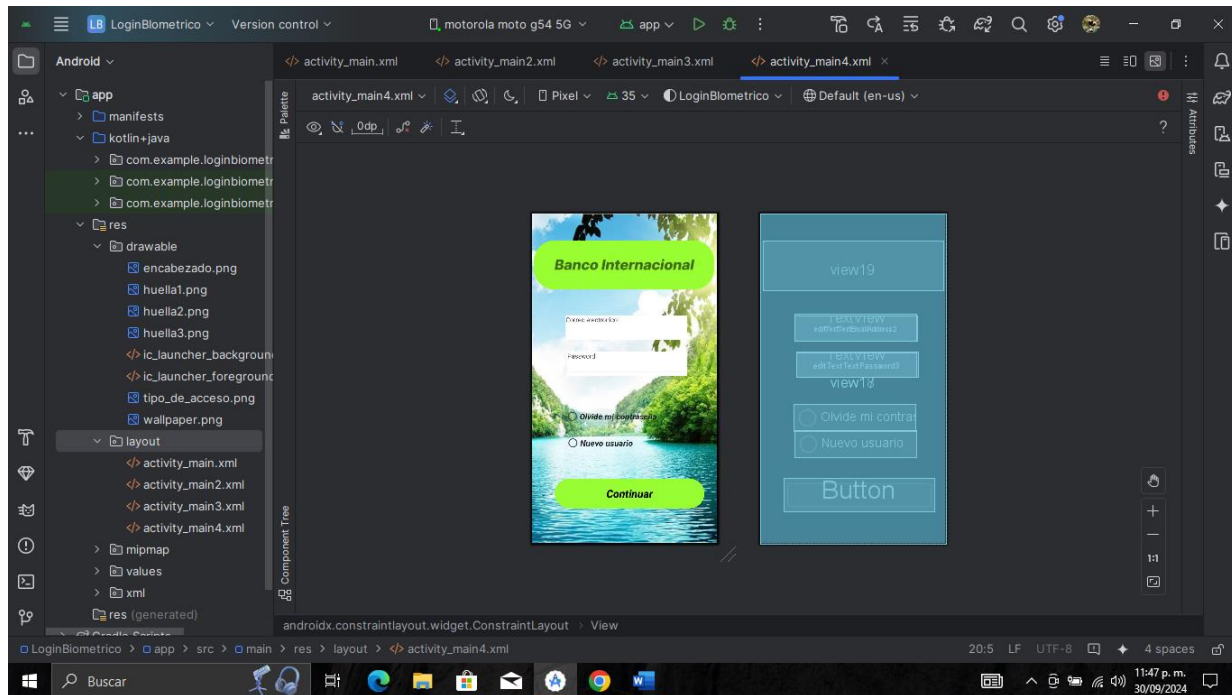 LB LoginBIometrico Version control motorola moto g54 5G app
Android activity_main.xml activity_main2.xml activity_main3.xml activity_main4.xml
activity_main4.xml Pixel 35 LoginBIometrico Default (en-us)
0dp ?
Palette
Attributes
Component Tree
app
manifests
kotlin+java
com.example.loginbiometr
com.example.loginbiometr
com.example.loginbiometr
res
drawable
encabezado.png
huella1.png
huella2.png
huella3.png
ic_launcher_backgroun
ic_launcher_foreground
tipo_de_acceso.png
wallpaper.png
layout
activity_main.xml
activity_main2.xml
activity_main3.xml
activity_main4.xml
mipmap
values
xml
res (generated)
Banco Internacional
Correo electronico
Password
Olvide mi contraseña
Nuevo usuario
Continuar
view19
TextView
editTextTextEmailAddress2
TextView
editTextTextPassword3
view18
Olvide mi contras
Nuevo usuario
Button
1:1
androidx.constraintlayout.widget.ConstraintLayout > View
LoginBiometrico > app > src > main > res > layout > activity_main4.xml 20:5 LF UTF-8 4 spaces
Buscar
11:47 p. m.
30/09/2024